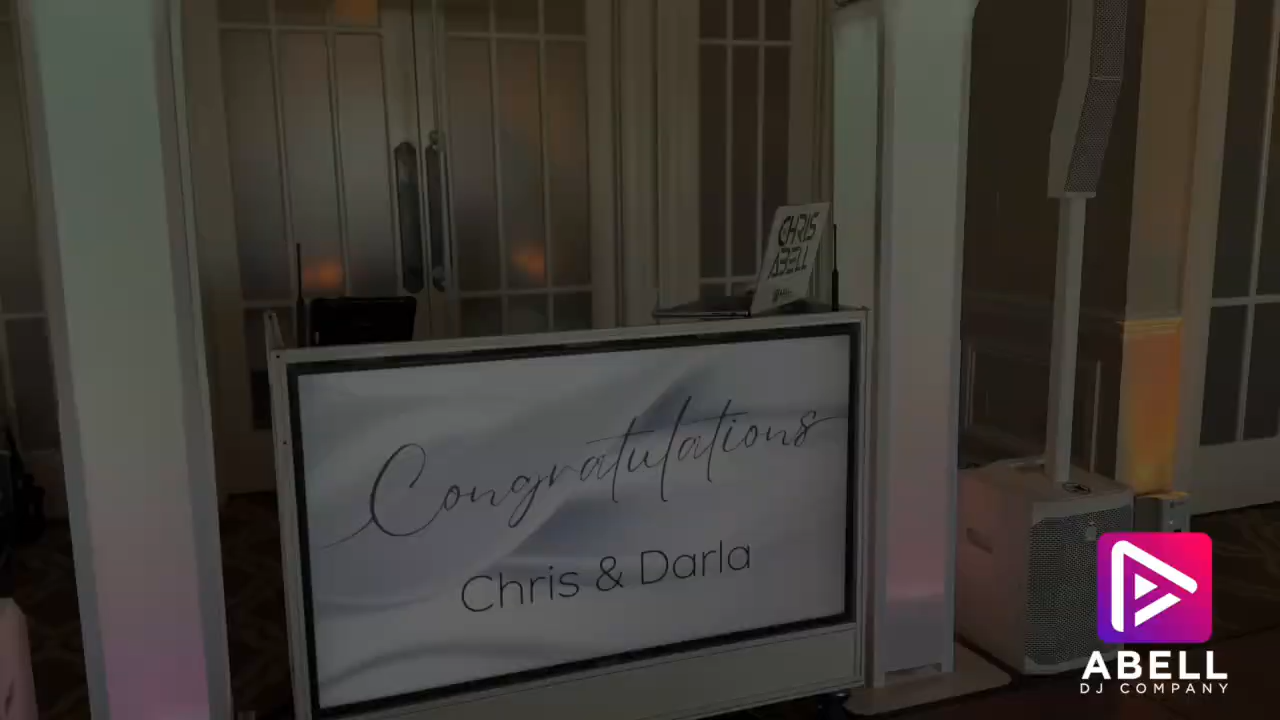 CHRIS
ABELL
Congratulations
Chris & Darla
ABELL
DJ COMPANY